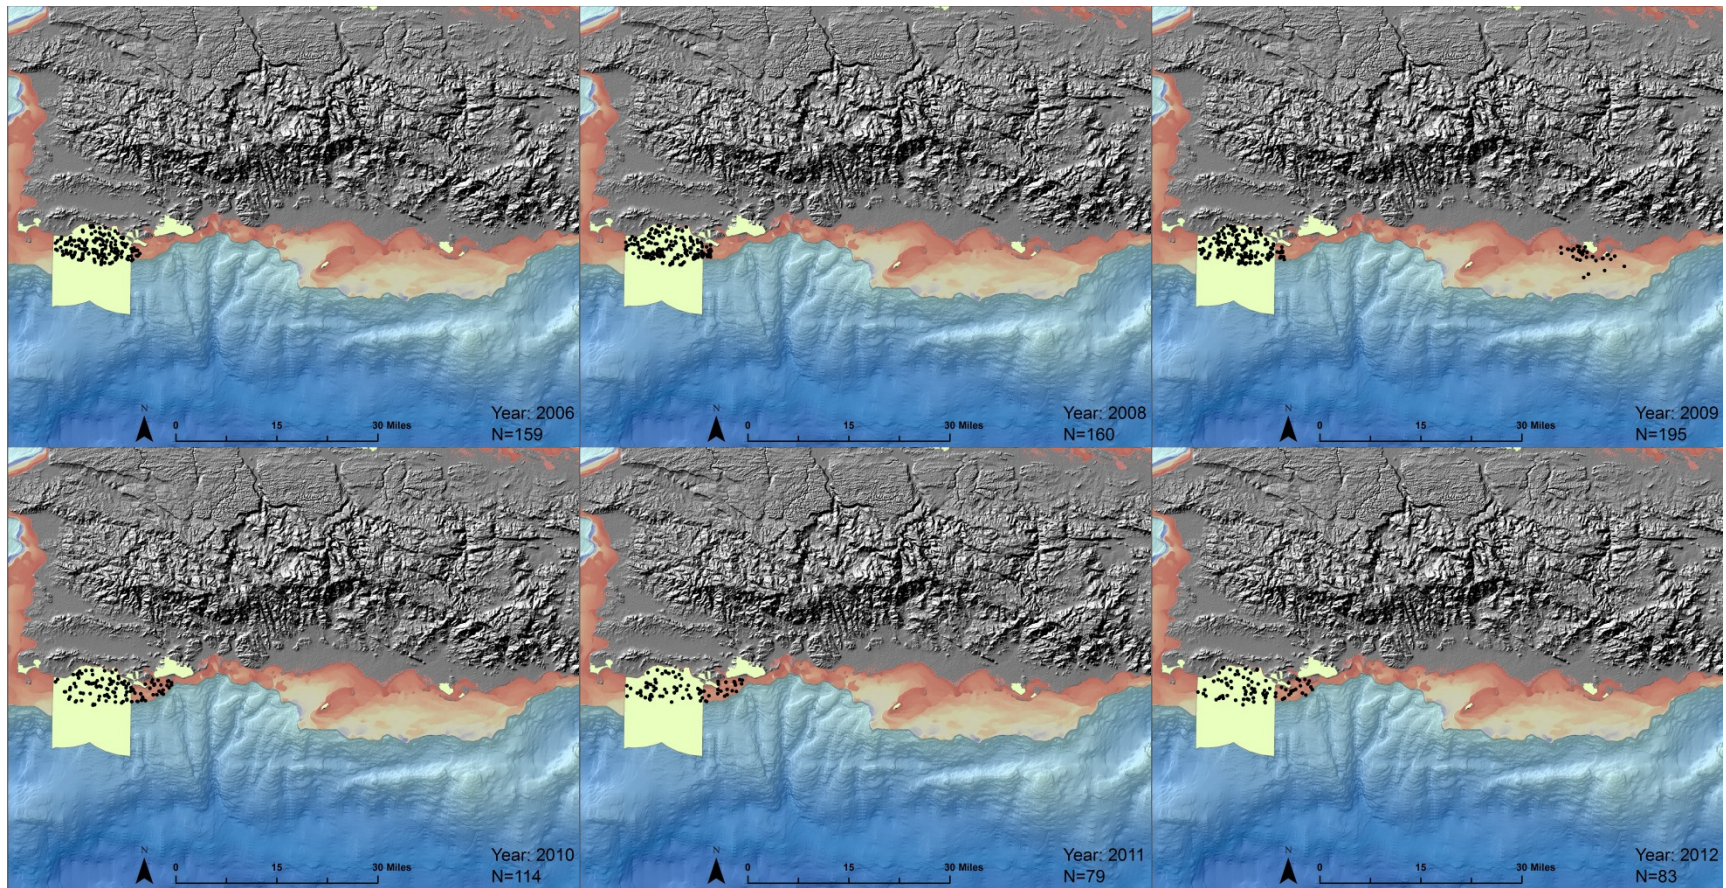 Year: 2006
N
0 15 30 Miles
N=159
Year: 2008
N
0 15 30 Miles
N=160
Year: 2009
N
0 15 30 Miles
N=195
Year: 2010
N
0 15 30 Miles
N=114
Year: 2011
N
0 15 30 Miles
N=79
Year: 2012
N
0 15 30 Miles
N=83